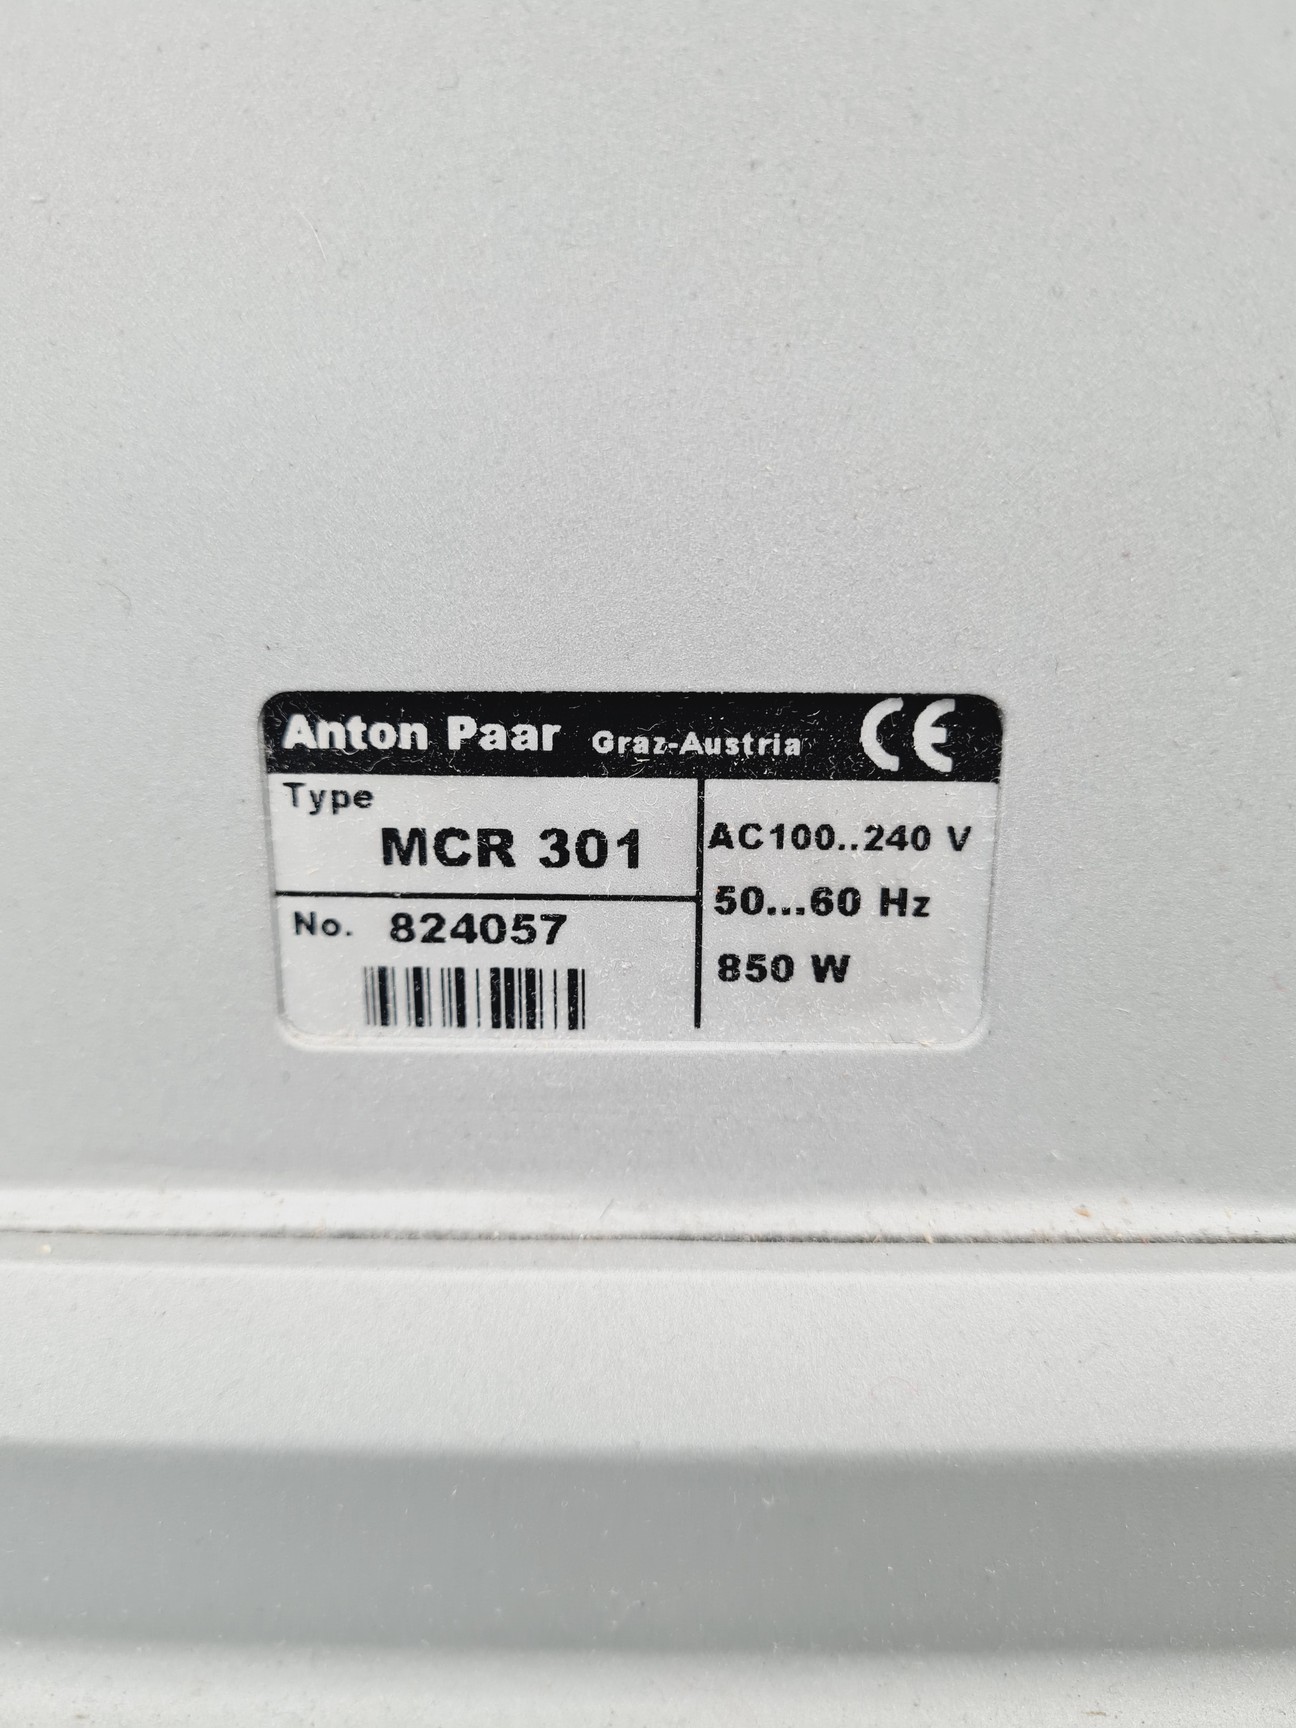 Anton Paar Graz-Austria CE
Type
MCR 301
No. 824057
AC100..240 V
50...60 Hz
850 W